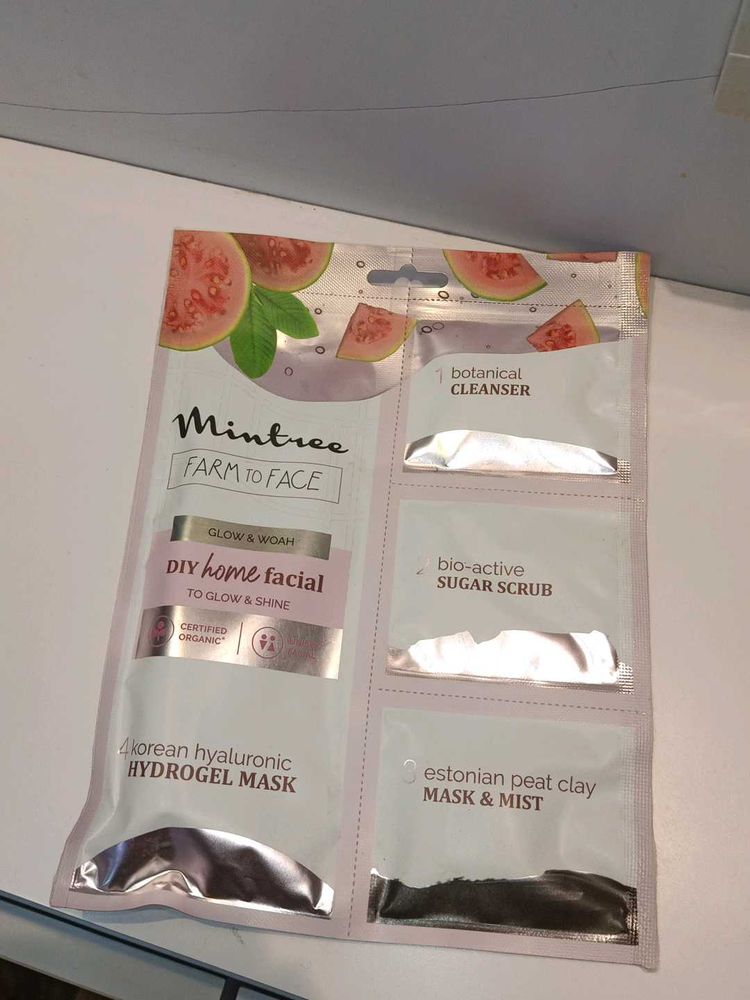 Mintree
FARM TO FACE
GLOW & WOAH
DIY home facial
TO GLOW & SHINE
CERTIFIED
ORGANIC*
4 korean hyaluronic
HYDROGEL MASK
1 botanical
CLEANSER
2 bio-active
SUGAR SCRUB
3 estonian peat clay
MASK & MIST